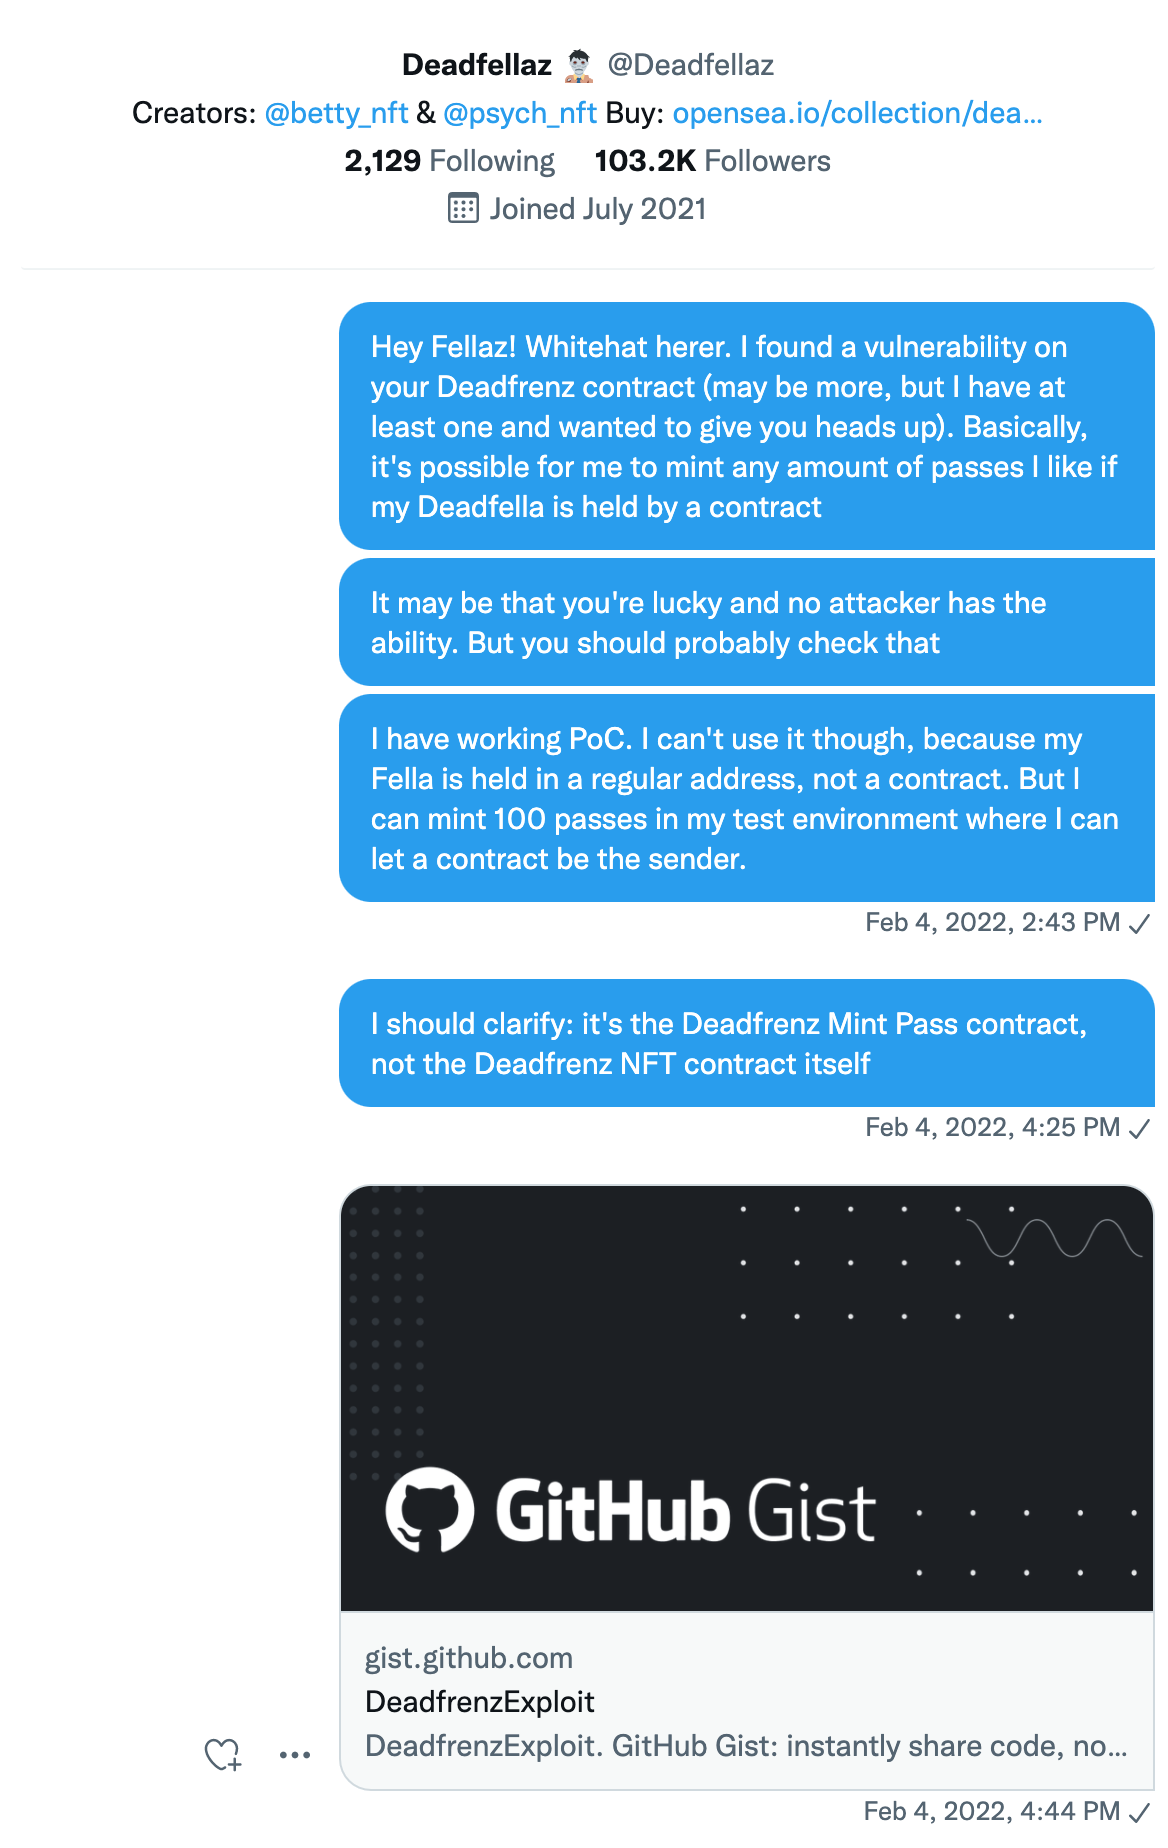 Deadfellaz @Deadfellaz
Creators: @betty_nft & @psych_nft Buy: opensea.io/collection/dea...
2,129 Following 103.2K Followers
Joined July 2021
Hey Fellaz! Whitehat herer. I found a vulnerability on
your Deadfrenz contract (may be more, but I have at
least one and wanted to give you heads up). Basically,
it's possible for me to mint any amount of passes I like if
my Deadfella is held by a contract
It may be that you're lucky and no attacker has the
ability. But you should probably check that
I have working PoC. I can't use it though, because my
Fella is held in a regular address, not a contract. But I
can mint 100 passes in my test environment where I can
let a contract be the sender.
Feb 4, 2022, 2:43 PM
I should clarify: it's the Deadfrenz Mint Pass contract,
not the Deadfrenz NFT contract itself
Feb 4, 2022, 4:25 PM
GitHub Gist
gist.github.com
DeadfrenzExploit
DeadfrenzExploit. GitHub Gist: instantly share code, no...
Feb 4, 2022, 4:44 PM